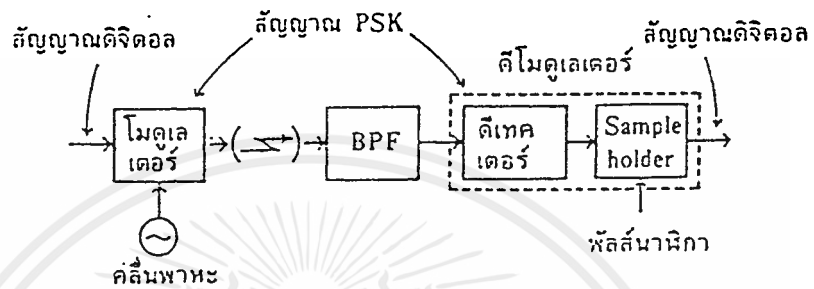 สัญญาณดิจิตอล
สัญญาณ PSK
สัญญาณดิจิตอล
ดีโมดูเลเตอร์
โมดูเล
เตอร์
BPF
ดีเทค
เตอร์
Sample
holder
พัลส์นาฬิกา
คลื่นพาหะ